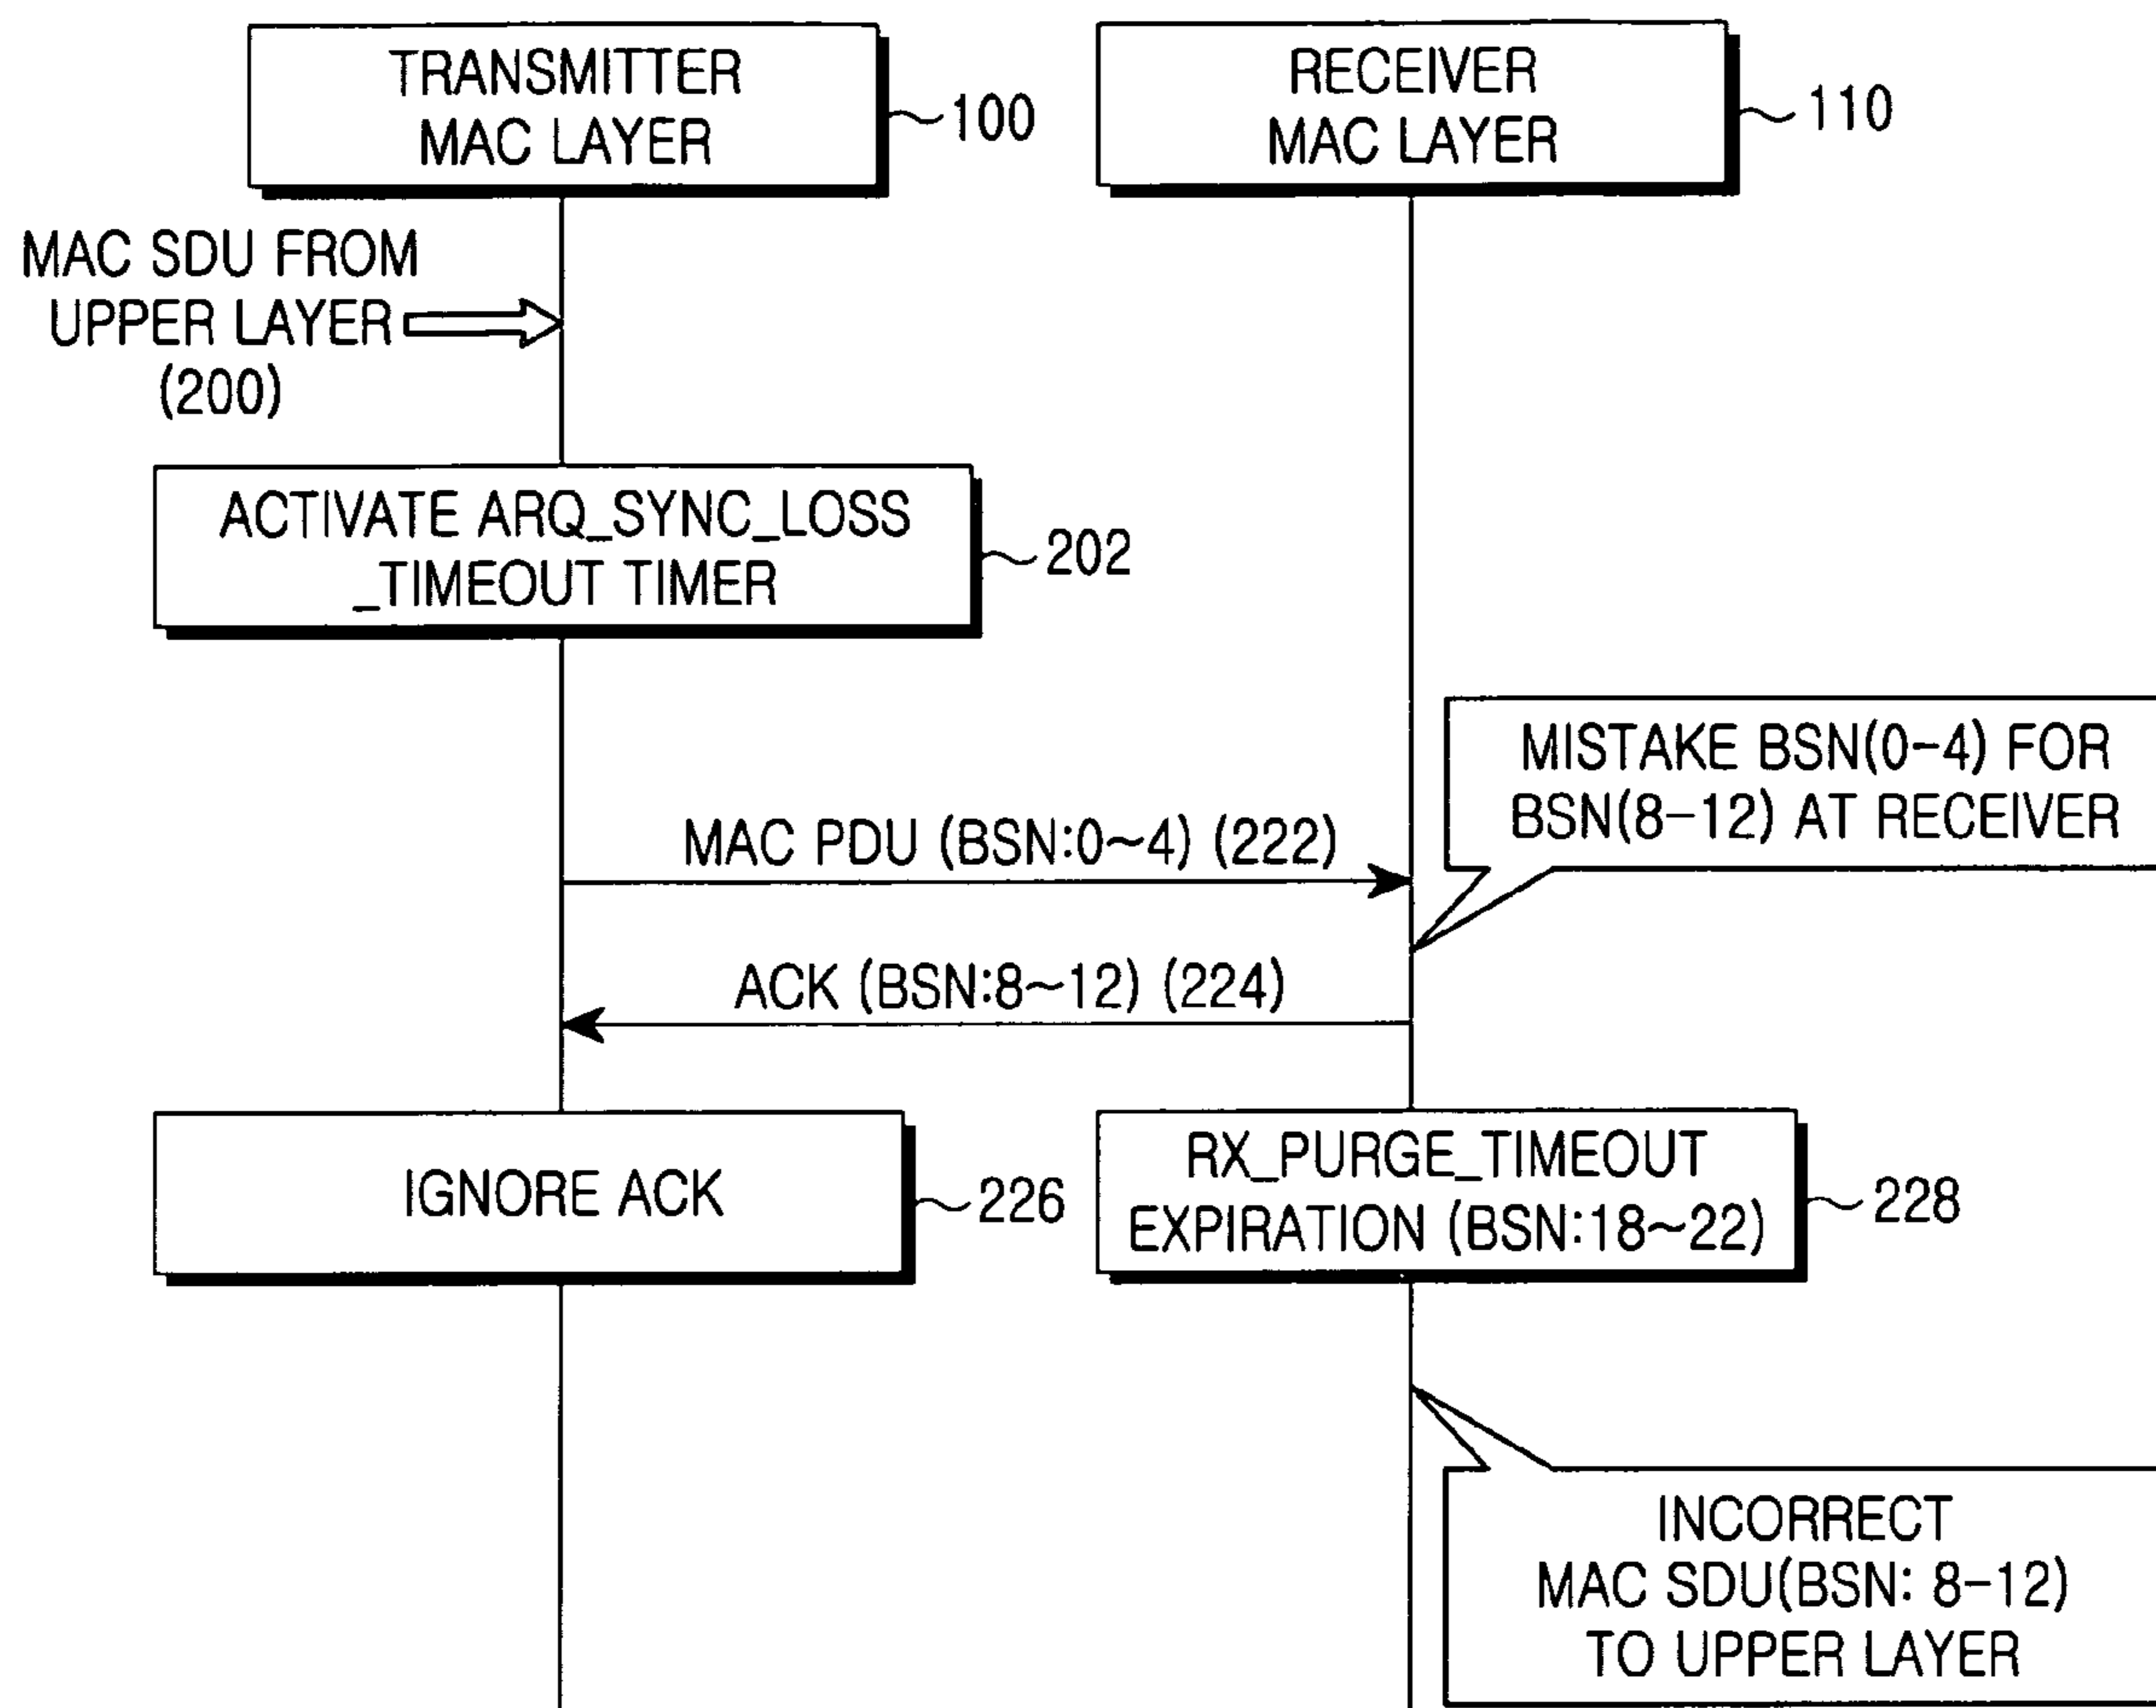 TRANSMITTER
MAC LAYER
100
RECEIVER
MAC LAYER
110
MAC SDU FROM
UPPER LAYER
(200)
ACTIVATE ARQ_SYNC_LOSS
_TIMEOUT TIMER
202
MISTAKE BSN(0-4) FOR
BSN(8-12) AT RECEIVER
MAC PDU (BSN:0~4) (222)
ACK (BSN:8~12) (224)
IGNORE ACK
226
RX_PURGE_TIMEOUT
EXPIRATION (BSN:18~22)
228
INCORRECT
MAC SDU(BSN: 8-12)
TO UPPER LAYER